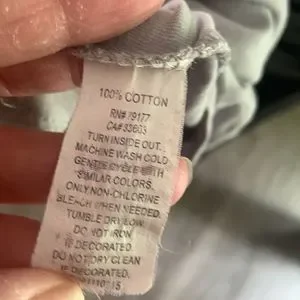 100% COTTON
RN# 79177
CA# 33603
TURN INSIDE OUT.
MACHINE WASH COLD
GENTLE CYCLE WITH
SIMILAR COLORS.
ONLY NON-CHLORINE
BLEACH WHEN NEEDED.
TUMBLE DRY LOW.
DO NOT IRON
IF DECORATED.
DO NOT DRY CLEAN
IF DECORATED.